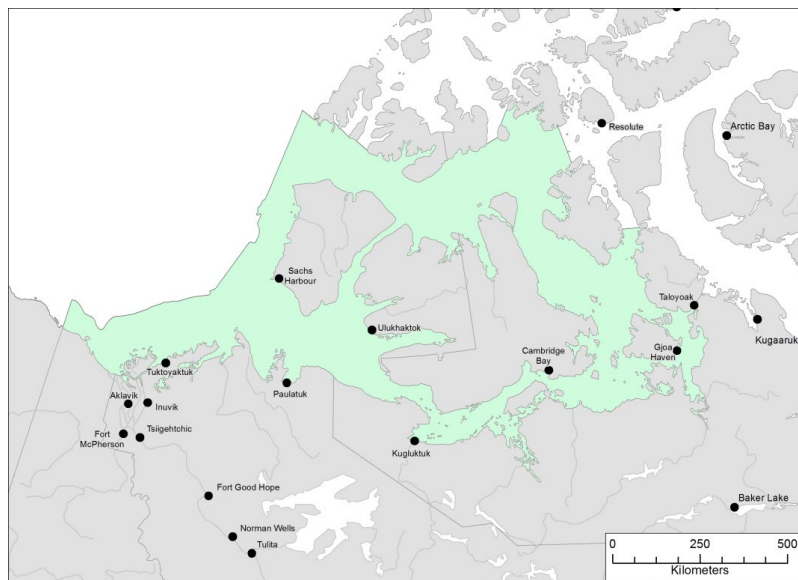 Resolute
Arctic Bay
Sachs
Harbour
Taloyoak
Ulukhaktok
Kugaaruk
Gjoa
Haven
Cambridge
Bay
Tuktoyaktuk
Paulatuk
Aklavik
Inuvik
Fort
McPherson
Tsiigehtchic
Kugluktuk
Fort Good Hope
Baker Lake
Norman Wells
Tulita
0 250 500
Kilometers